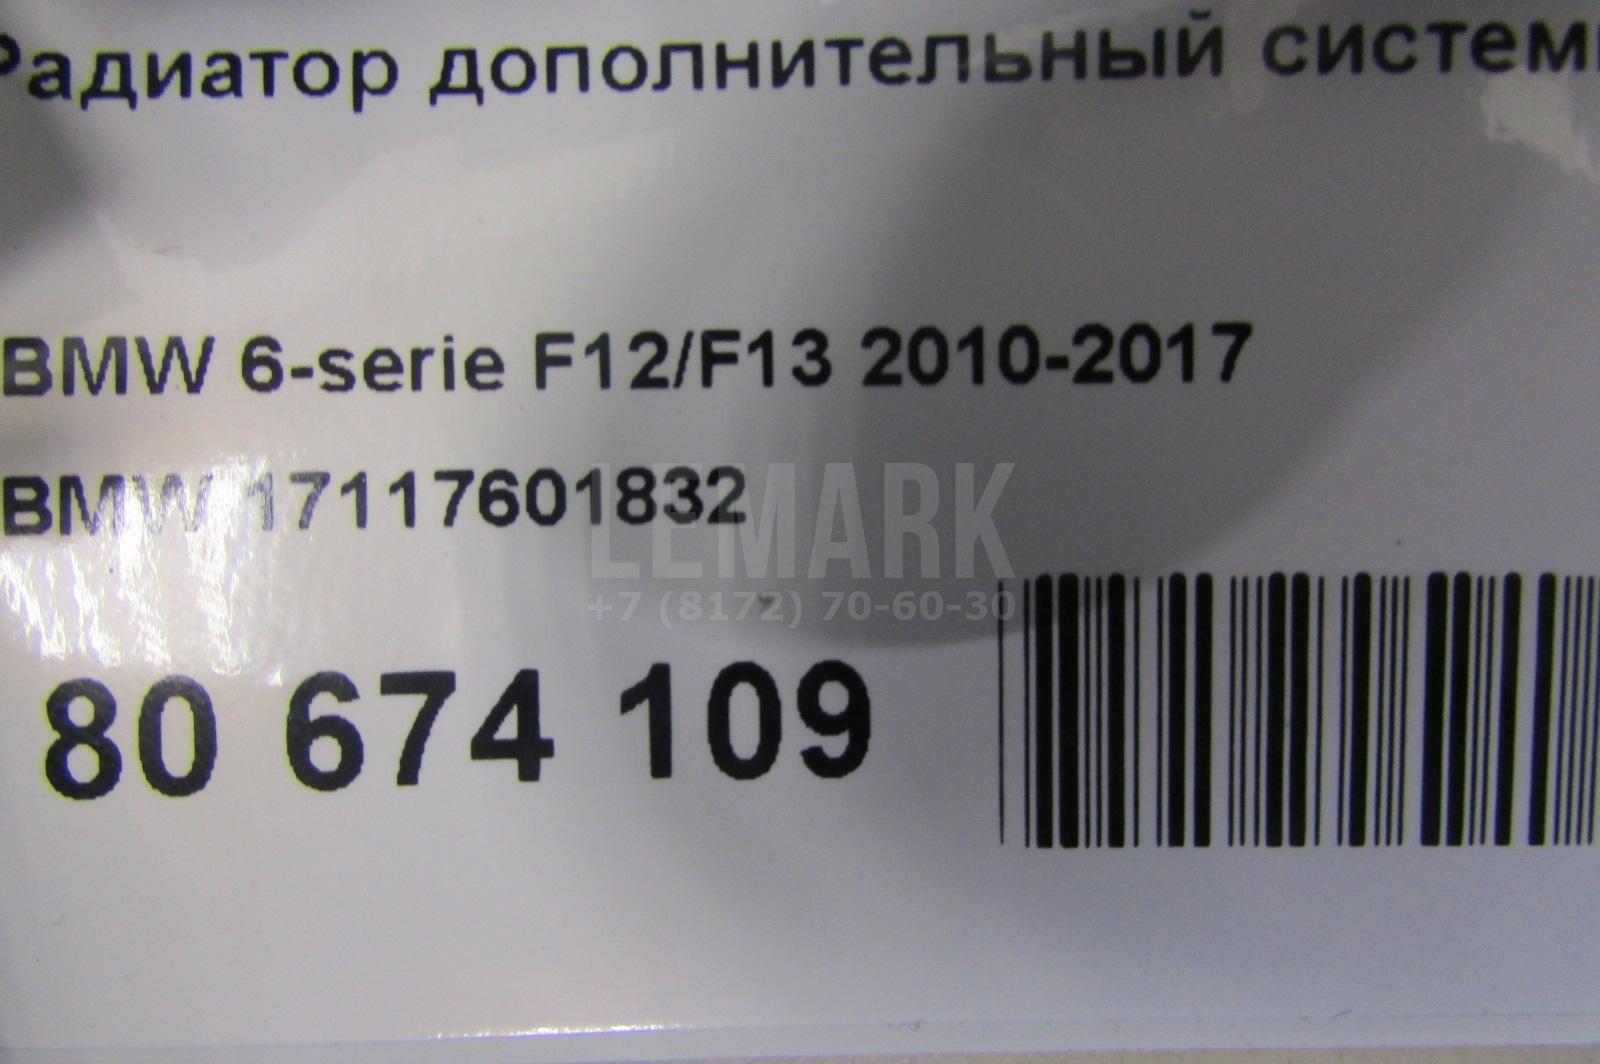 Радиатор дополнительный системы
BMW 6-serie F12/F13 2010-2017
BMW 17117601832
LEMARK
+7 (8172) 70-60-30
80 674 109